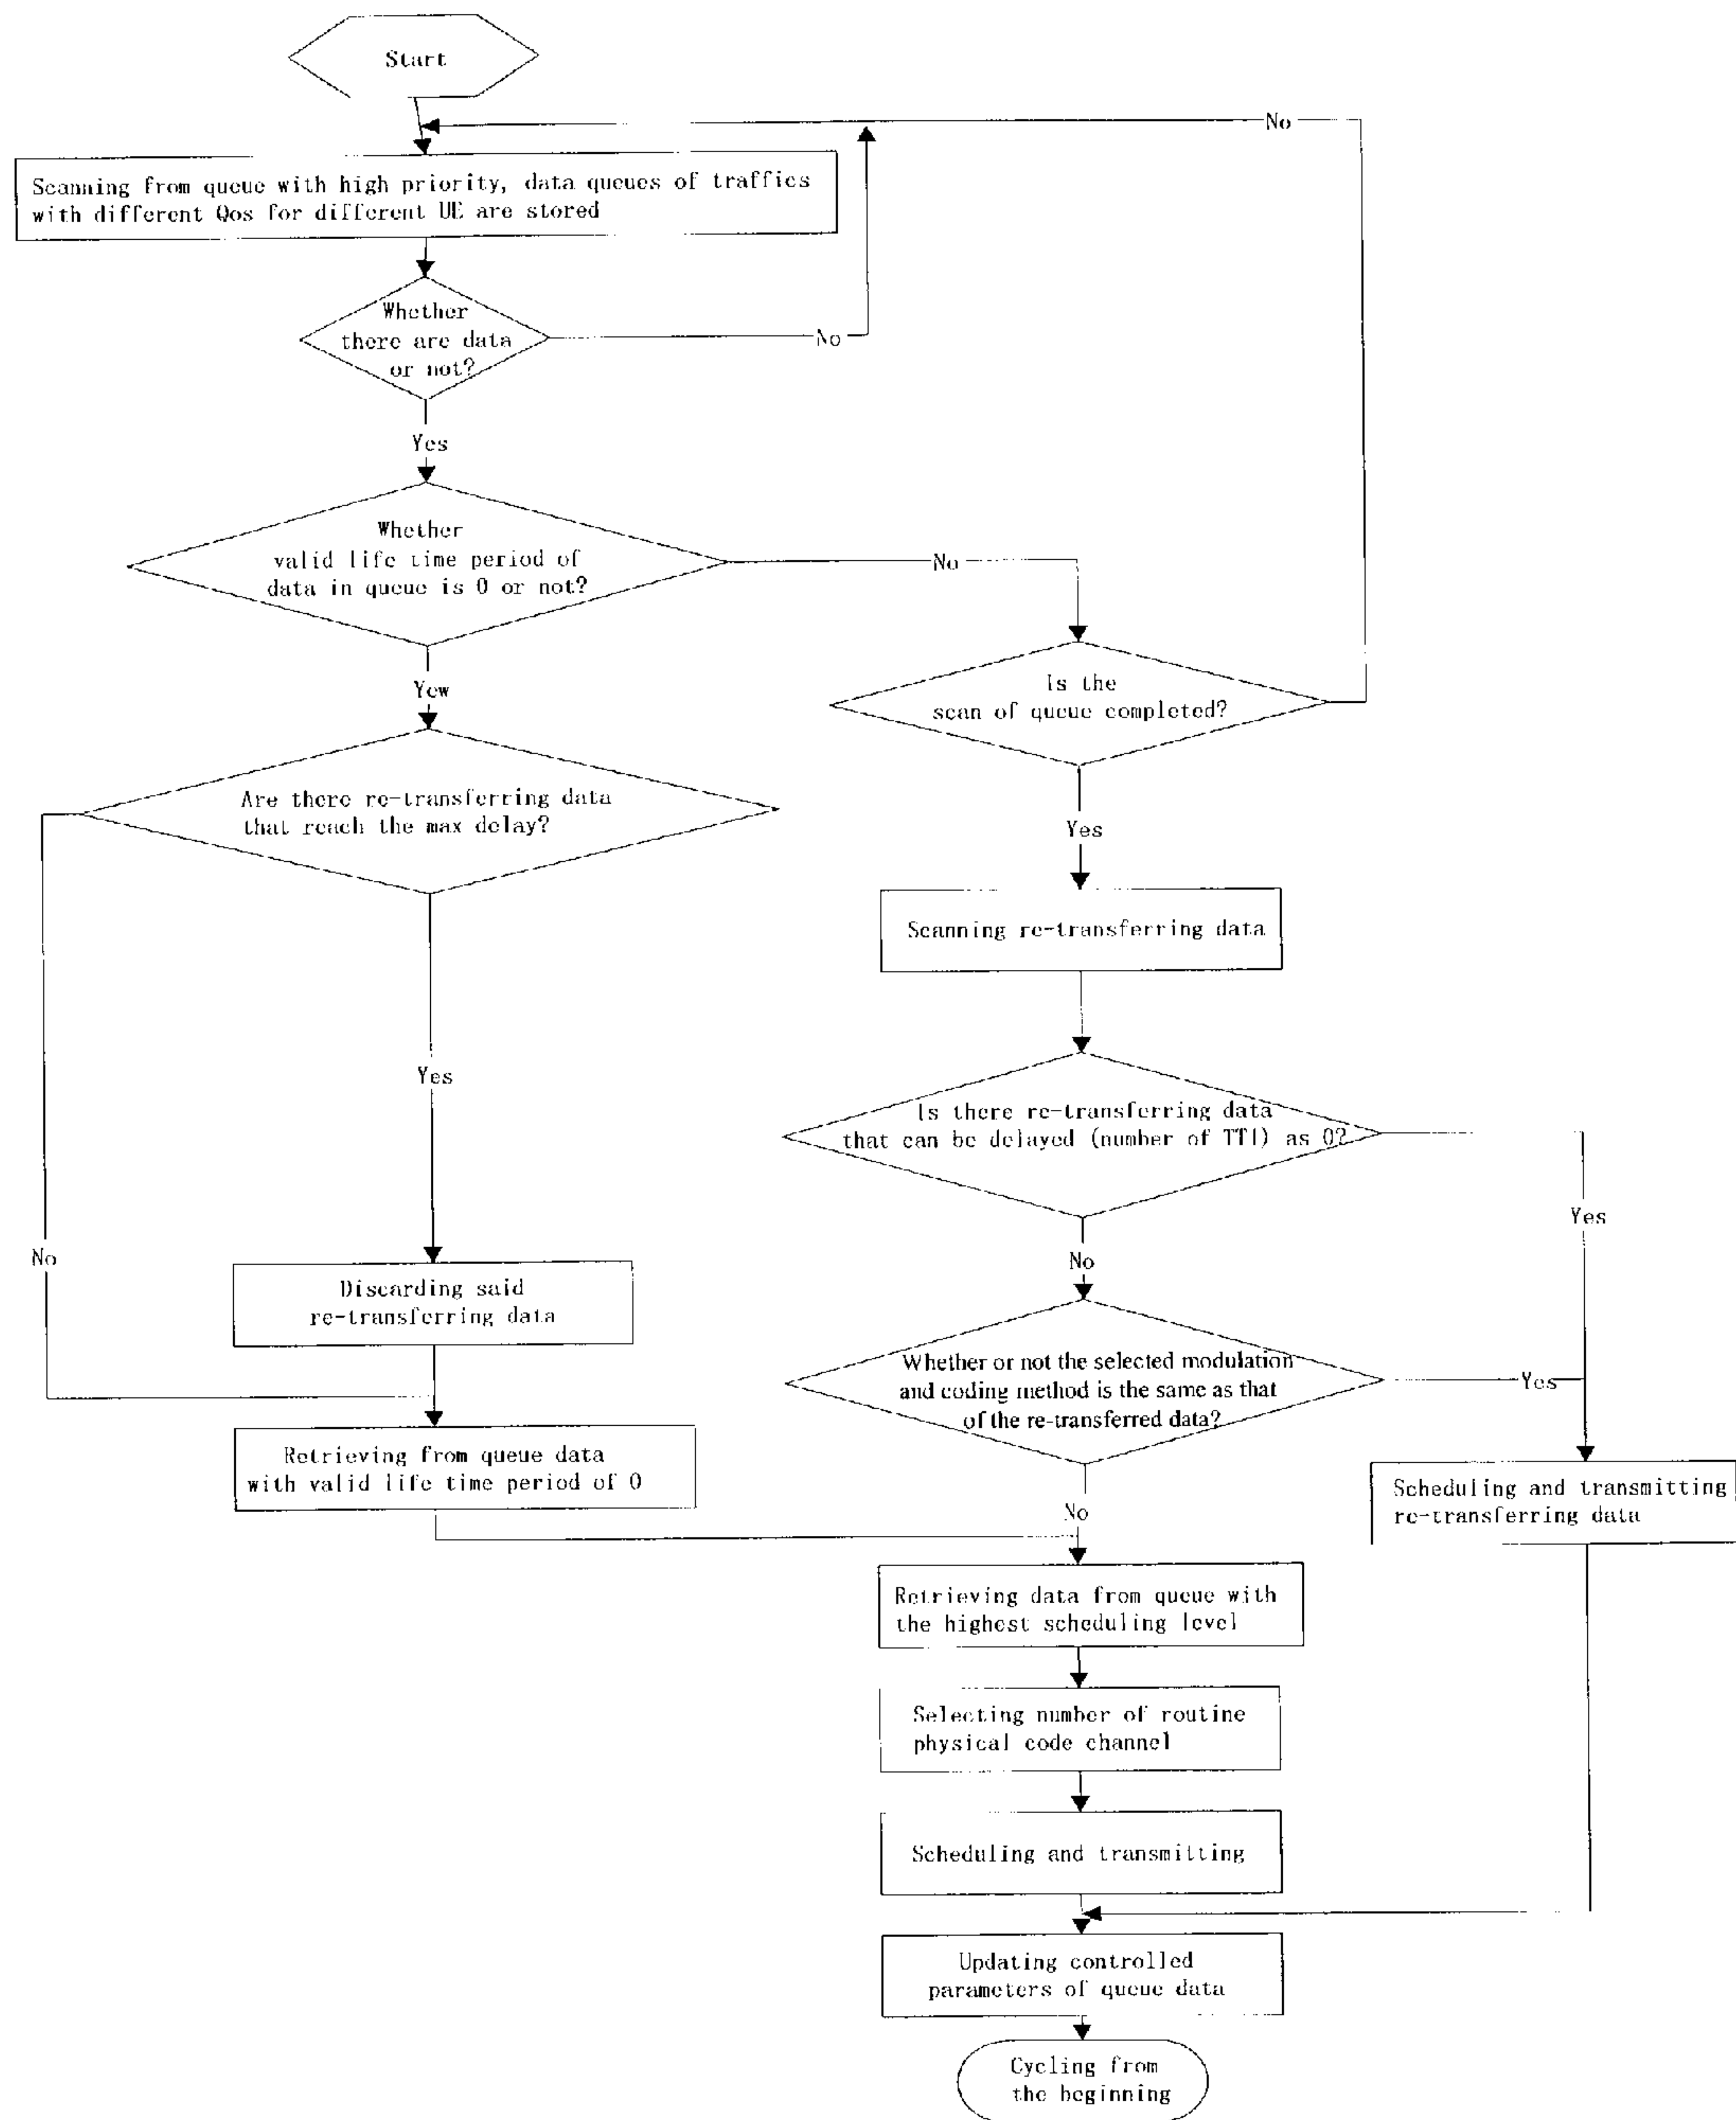 Start
No
Scanning from queue with high priority, data queues of traffics
with different Qos for different UE are stored
Whether
there are data
or not?
No
Yes
Whether
valid life time period of
data in queue is 0 or not?
No
Yew
Is the
scan of queue completed?
Are there re-transferring data
that reach the max delay?
Yes
Scanning re-transferring data
Yes
Is there re-transferring data
that can be delayed (number of TTI) as 0?
Yes
No
No
Discarding said
re-transferring data
Whether or not the selected modulation
and coding method is the same as that
of the re-transferred data?
Yes
Retrieving from queue data
with valid life time period of 0
Scheduling and transmitting
re-transferring data
No
Retrieving data from queue with
the highest scheduling level
Selecting number of routine
physical code channel
Scheduling and transmitting
Updating controlled
parameters of queue data
Cycling from
the beginning